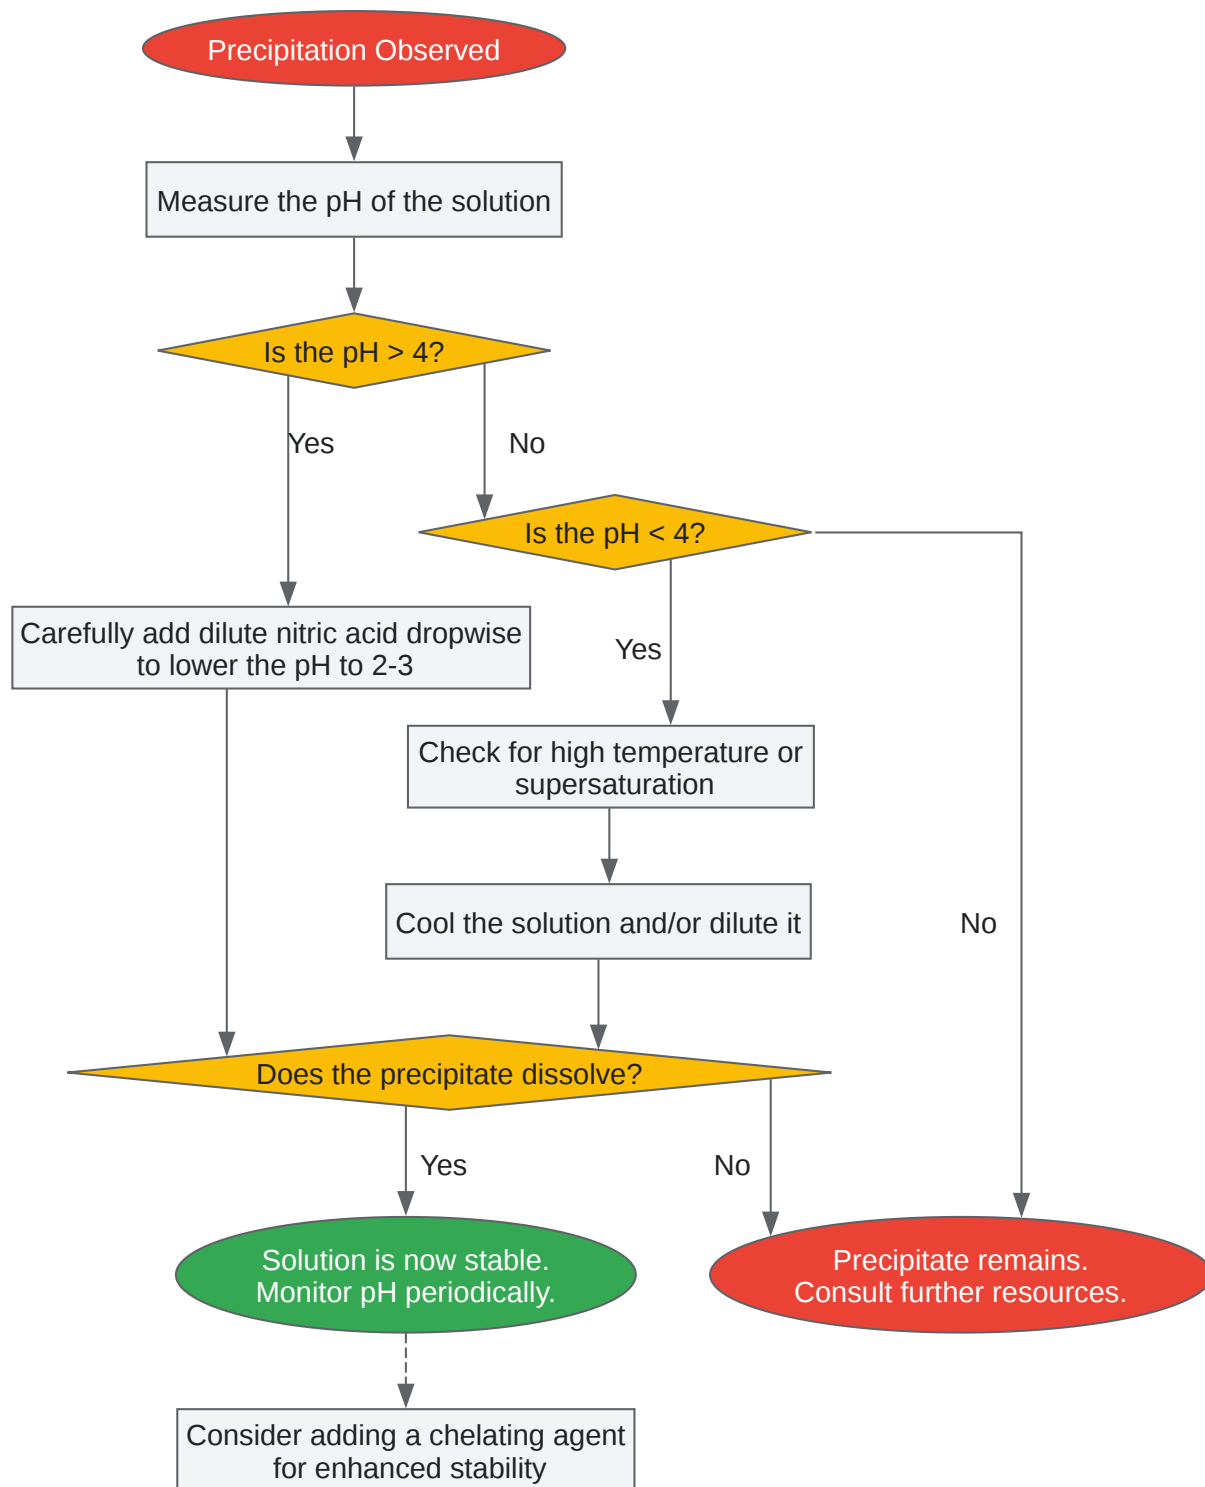 Precipitation Observed
Measure the pH of the solution
Is the pH > 4?
Yes
No
Is the pH < 4?
Carefully add dilute nitric acid dropwise
to lower the pH to 2-3
Yes
Check for high temperature or
supersaturation
Cool the solution and/or dilute it
No
Does the precipitate dissolve?
Yes
No
Solution is now stable.
Monitor pH periodically.
Precipitate remains.
Consult further resources.
Consider adding a chelating agent
for enhanced stability